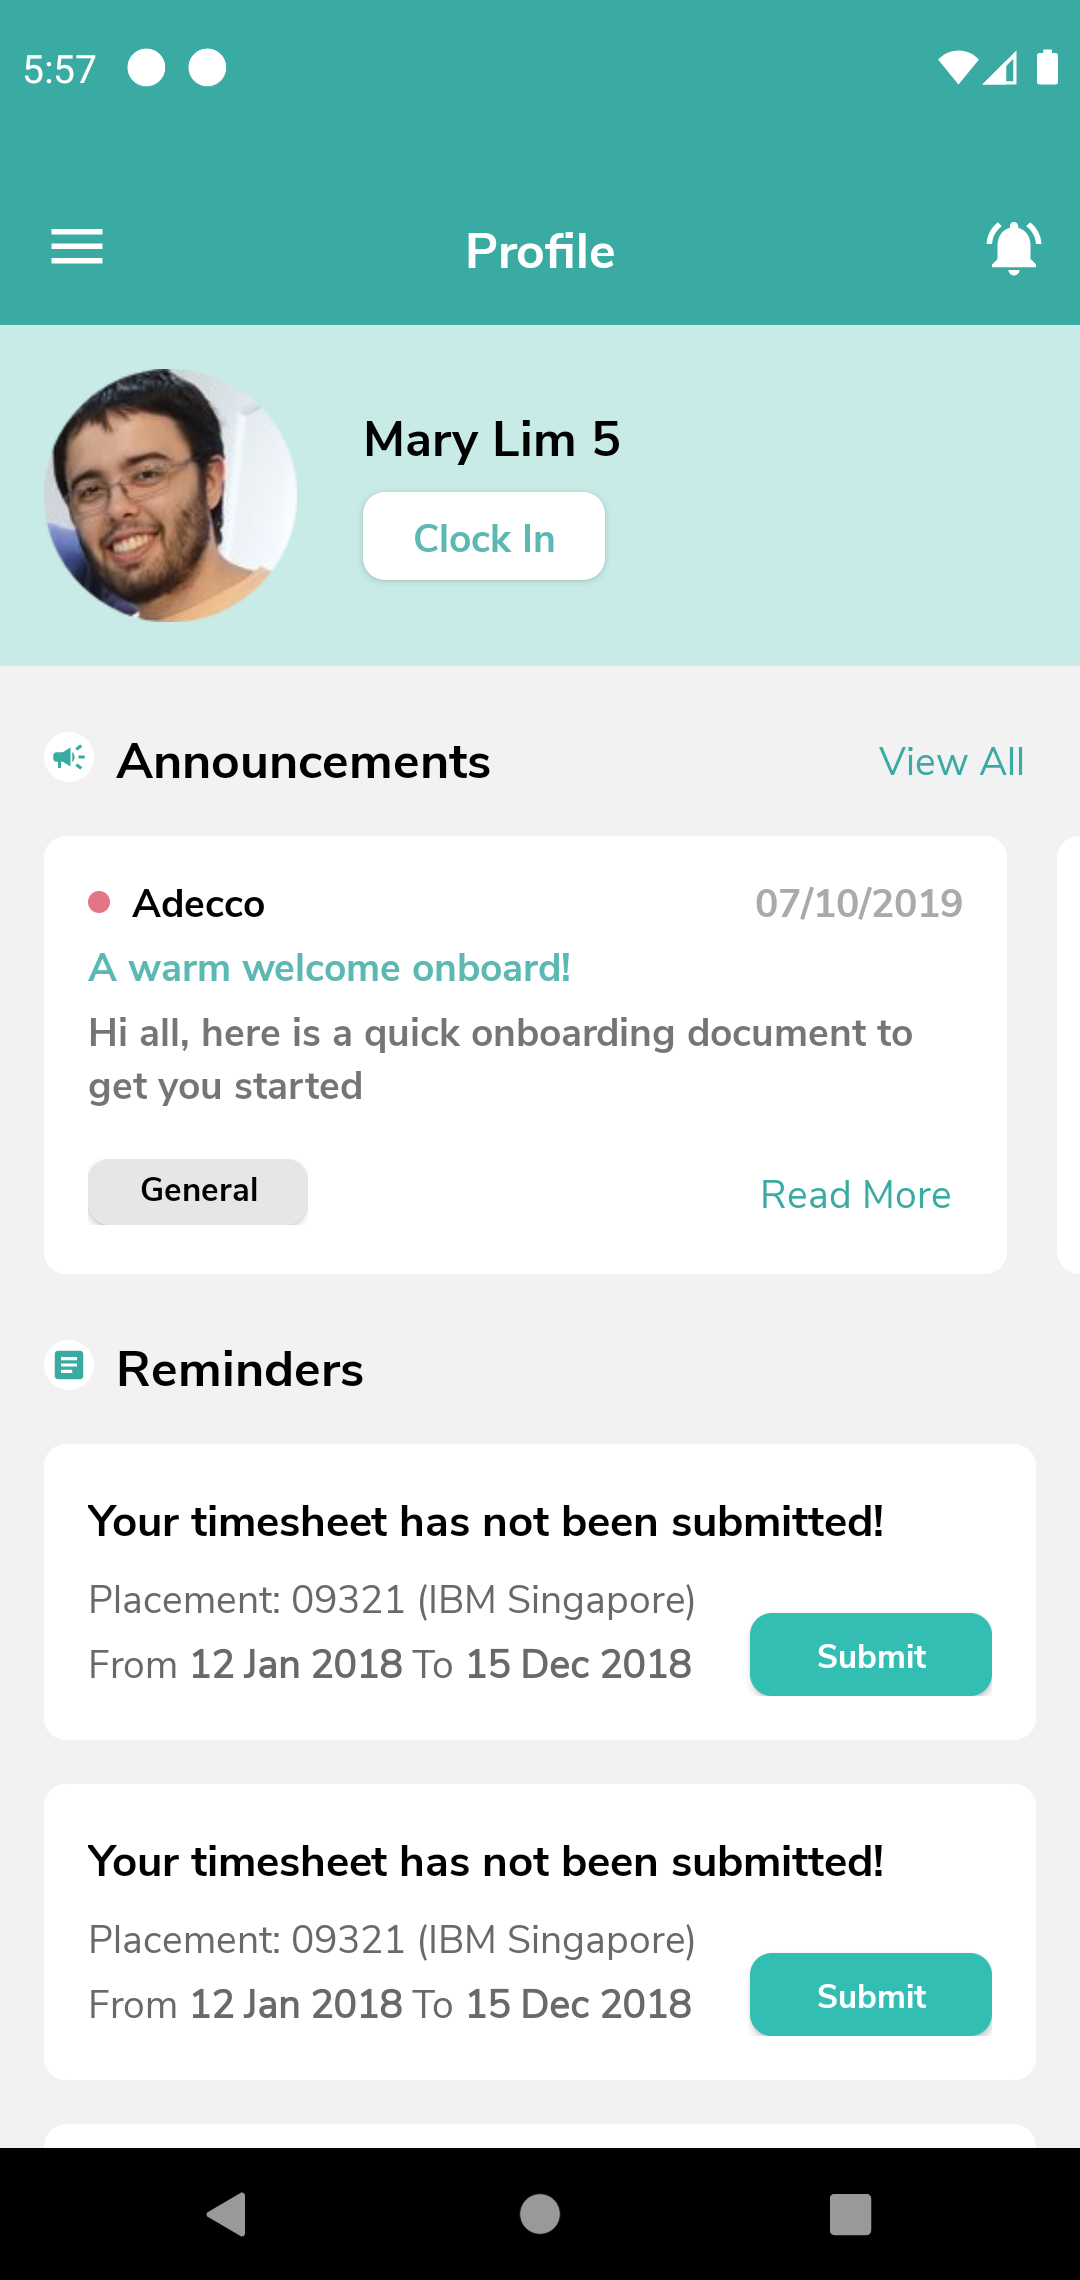 5:57
Profile
Mary Lim 5
Clock In
Announcements
View All
Adecco
07/10/2019
A warm welcome onboard!
Hi all, here is a quick onboarding document to
get you started
General
Read More
Reminders
Your timesheet has not been submitted!
Placement: 09321 (IBM Singapore)
From 12 Jan 2018 To 15 Dec 2018
Submit
Your timesheet has not been submitted!
Placement: 09321 (IBM Singapore)
From 12 Jan 2018 To 15 Dec 2018
Submit